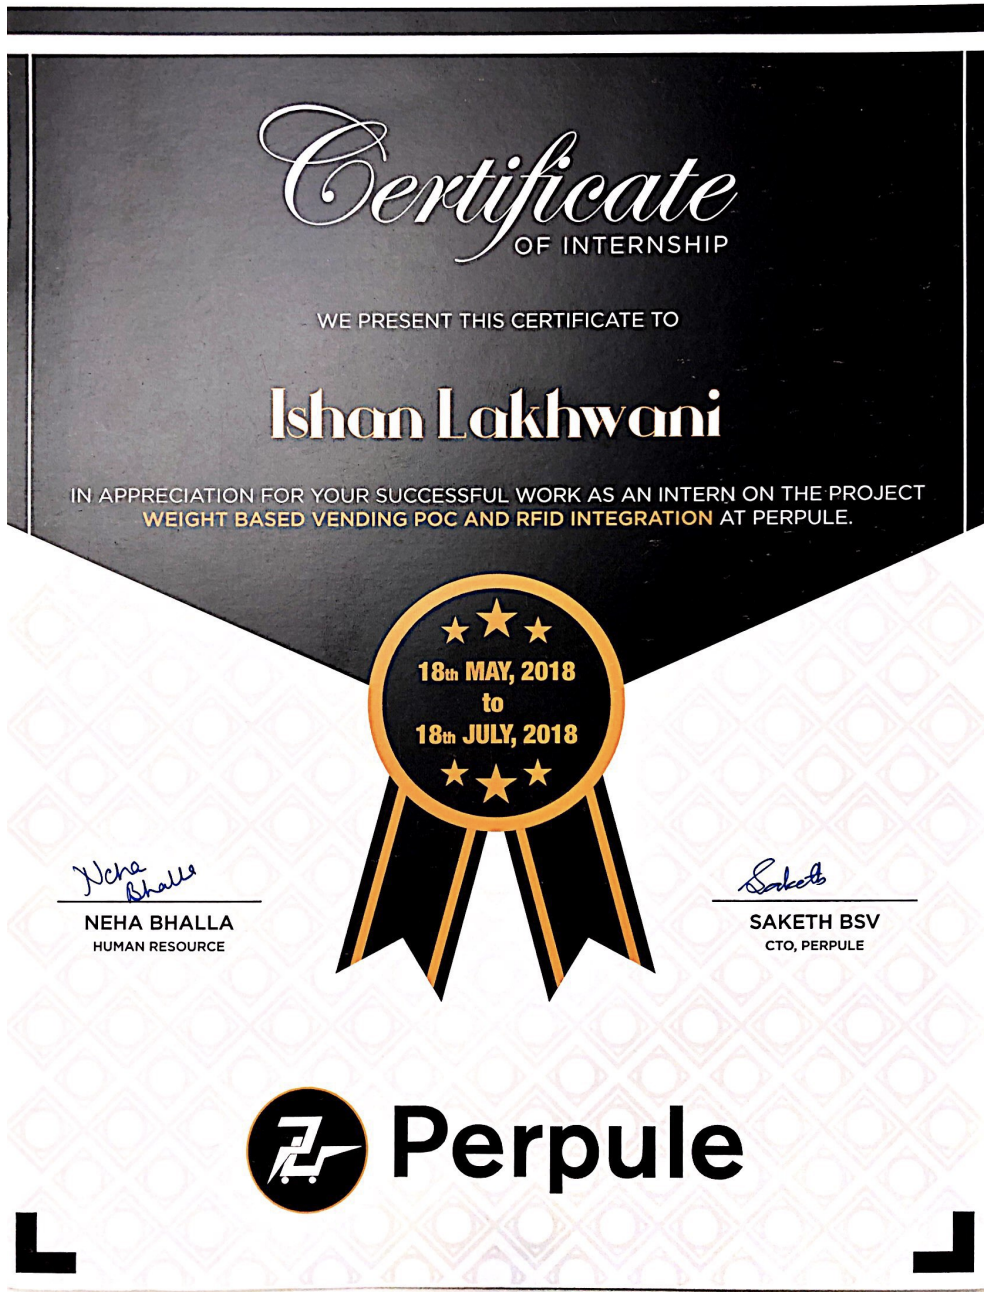 Certificate
OF INTERNSHIP
WE PRESENT THIS CERTIFICATE TO
Ishan Lakhwani
IN APPRECIATION FOR YOUR SUCCESSFUL WORK AS AN INTERN ON THE PROJECT
WEIGHT BASED VENDING POC AND RFID INTEGRATION AT PERPULE.
18th MAY, 2018
to
18th JULY, 2018
Neha
Bhalla
NEHA BHALLA
HUMAN RESOURCE
Saketh
SAKETH BSV
CTO, PERPULE
Perpule